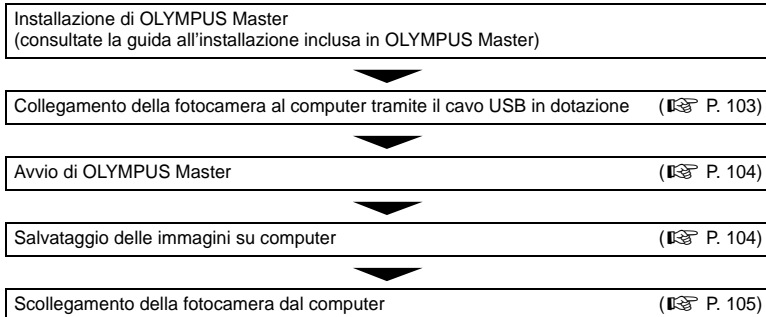 Installazione di OLYMPUS Master
(consultate la guida all'installazione inclusa in OLYMPUS Master)
Collegamento della fotocamera al computer tramite il cavo USB in dotazione (☞ P. 103)
Avvio di OLYMPUS Master (☞ P. 104)
Salvataggio delle immagini su computer (☞ P. 104)
Scollegamento della fotocamera dal computer (☞ P. 105)